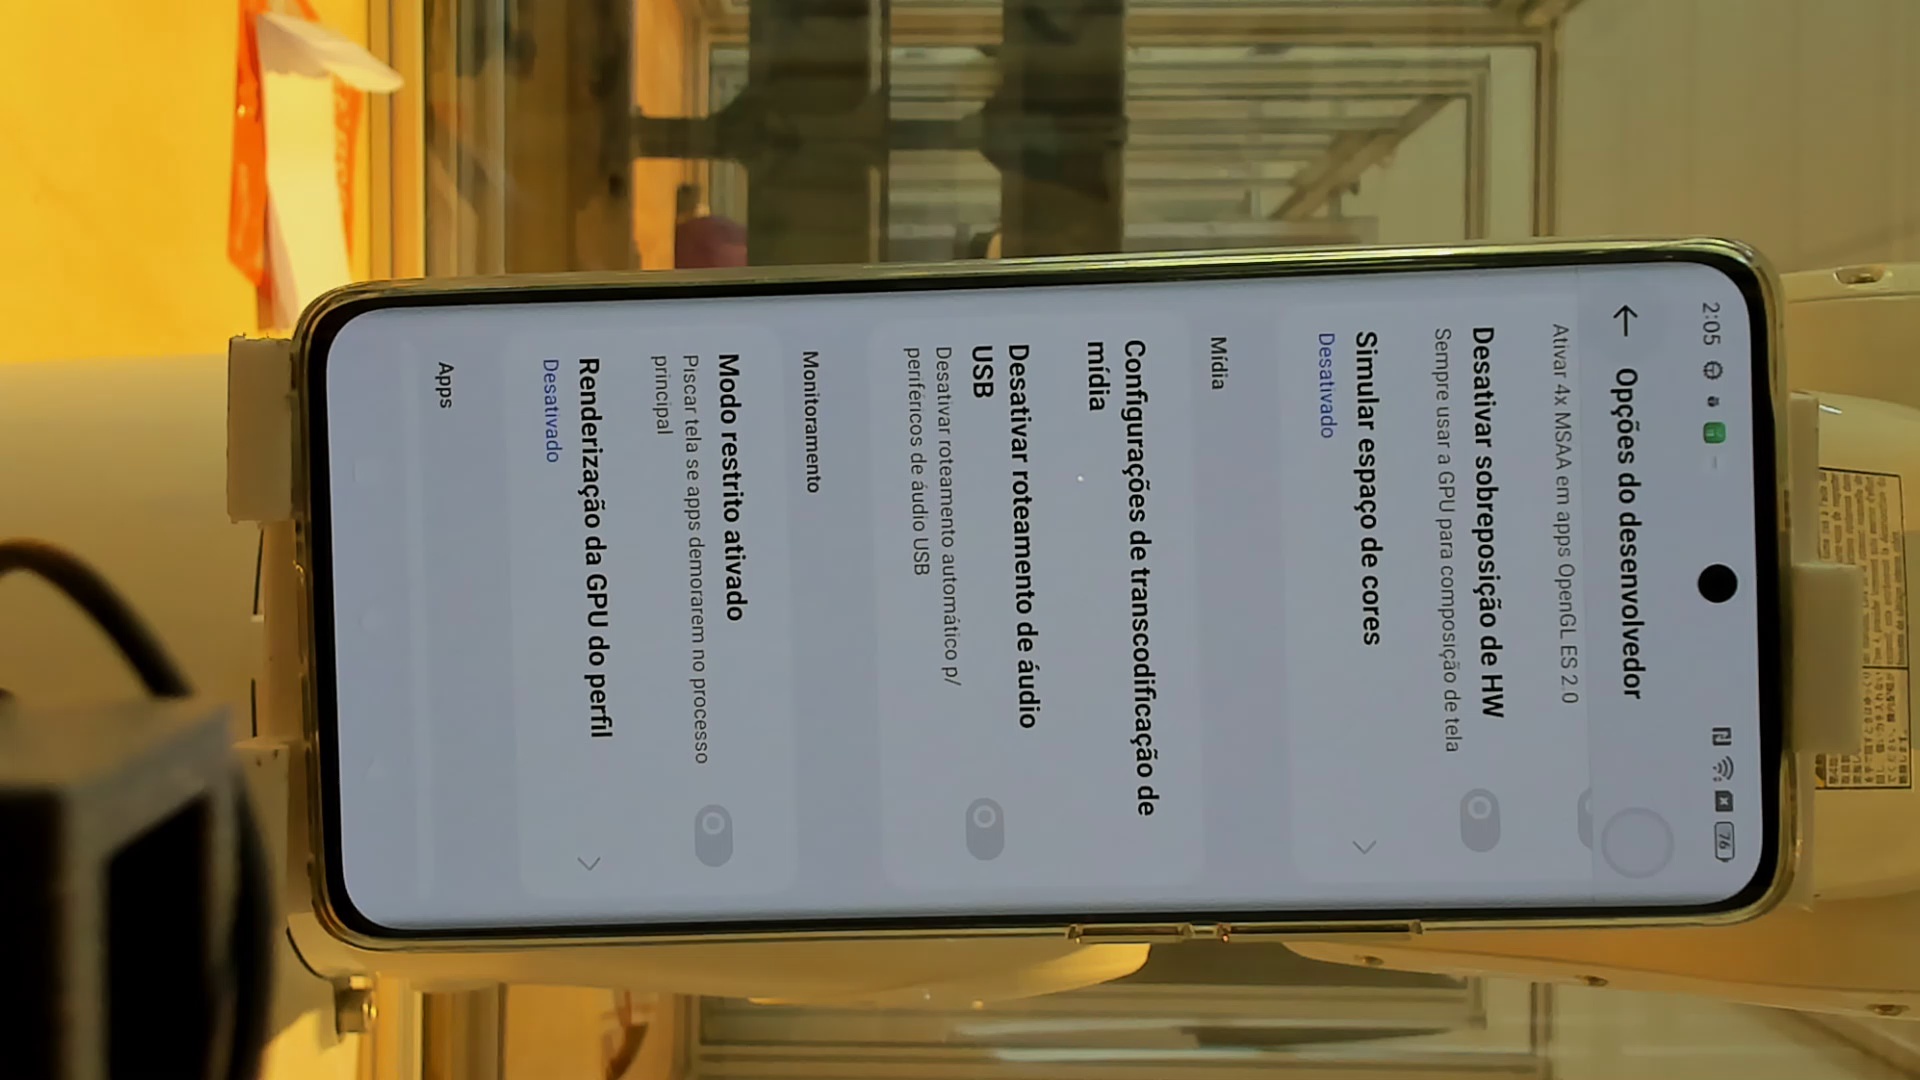 2:05
76
Opções do desenvolvedor
Ativar 4x MSAA em apps OpenGL ES 2.0
Desativar sobreposição de HW
Sempre usar a GPU para composição de tela
Simular espaço de cores
Desativado
Mídia
Configurações de transcodificação de
mídia
Desativar roteamento de áudio
USB
Desativar roteamento automático p/
periféricos de áudio USB
Monitoramento
Modo restrito ativado
Piscar tela se apps demorarem no processo
principal
Renderização da GPU do perfil
Desativado
Apps